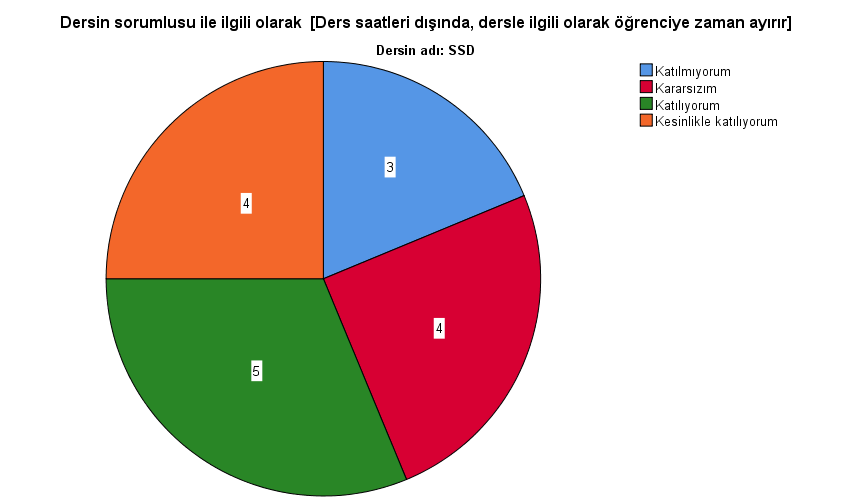 Dersin sorumlusu ile ilgili olarak [Ders saatleri dışında, dersle ilgili olarak öğrenciye zaman ayırır]
Dersin adı: SSD
Katılmıyorum
Kararsızım
Katılıyorum
Kesinlikle katılıyorum
3
4
4
5